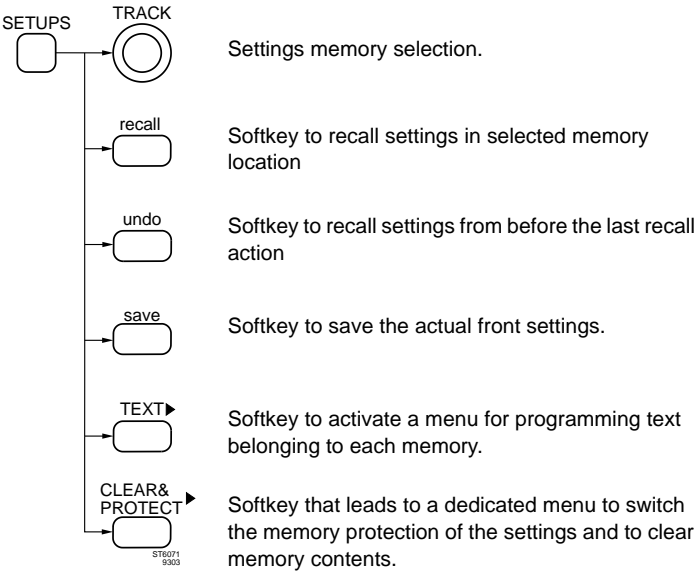 SETUPS
TRACK
Settings memory selection.
recall
Softkey to recall settings in selected memory
location
undo
Softkey to recall settings from before the last recall
action
save
Softkey to save the actual front settings.
TEXT▶
Softkey to activate a menu for programming text
belonging to each memory.
CLEAR&
PROTECT▶
Softkey that leads to a dedicated menu to switch
the memory protection of the settings and to clear
memory contents.
ST6071
9303